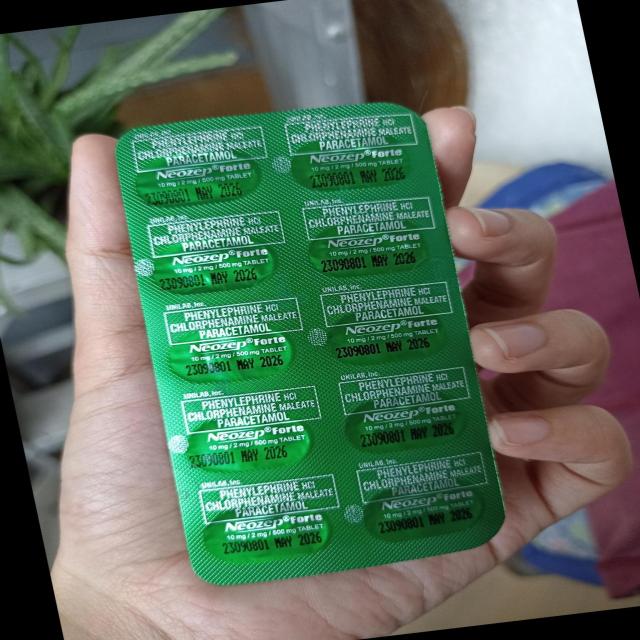 UNILAB, Inc.
PHENYLEPHRINE HCl
CHLORPHENAMINE MALEATE
PARACETAMOL
Neozep® Forte
10 mg / 2 mg / 500 mg TABLET
23090801 MAY 2026
PHENYLEPHRINE HCl
CHLORPHENAMINE MALEATE
PARACETAMOL
Neozep® Forte
10 mg / 2 mg / 500 mg TABLET
23090801 MAY 2026
UNILAB, Inc.
PHENYLEPHRINE HCl
CHLORPHENAMINE MALEATE
PARACETAMOL
Neozep® Forte
10 mg / 2 mg / 500 mg TABLET
23090801 MAY 2026
UNILAB, Inc.
PHENYLEPHRINE HCl
CHLORPHENAMINE MALEATE
PARACETAMOL
Neozep® Forte
10 mg / 2 mg / 500 mg TABLET
23090801 MAY 2026
UNILAB, Inc.
PHENYLEPHRINE HCl
CHLORPHENAMINE MALEATE
PARACETAMOL
Neozep® Forte
10 mg / 2 mg / 500 mg TABLET
23090801 MAY 2026
UNILAB, Inc.
PHENYLEPHRINE HCl
CHLORPHENAMINE MALEATE
PARACETAMOL
Neozep® Forte
10 mg / 2 mg / 500 mg TABLET
23090801 MAY 2026
UNILAB, Inc.
PHENYLEPHRINE HCl
CHLORPHENAMINE MALEATE
PARACETAMOL
Neozep® Forte
10 mg / 2 mg / 500 mg TABLET
23090801 MAY 2026
UNILAB, Inc.
PHENYLEPHRINE HCl
CHLORPHENAMINE MALEATE
PARACETAMOL
Neozep® Forte
10 mg / 2 mg / 500 mg TABLET
23090801 MAY 2026
UNILAB, Inc.
PHENYLEPHRINE HCl
CHLORPHENAMINE MALEATE
PARACETAMOL
Neozep® Forte
10 mg / 2 mg / 500 mg TABLET
23090801 MAY 2026
UNILAB, Inc.
PHENYLEPHRINE HCl
CHLORPHENAMINE MALEATE
PARACETAMOL
Neozep® Forte
10 mg / 2 mg / 500 mg TABLET
23090801 MAY 2026